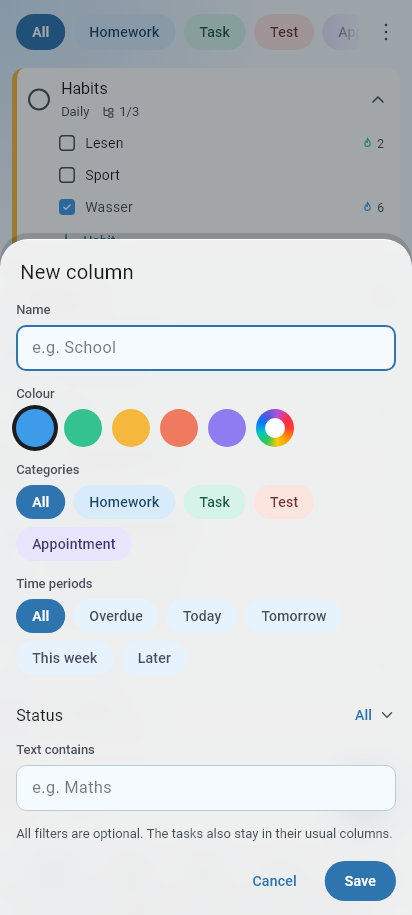 All Homework Task Test
Habits
Daily 1/3
Lesen 2
Sport
Wasser 6
New column
Name
e.g. School
Colour
Categories
All Homework Task Test
Appointment
Time periods
All Overdue Today Tomorrow
This week Later
Status All
Text contains
e.g. Maths
All filters are optional. The tasks also stay in their usual columns.
Cancel Save